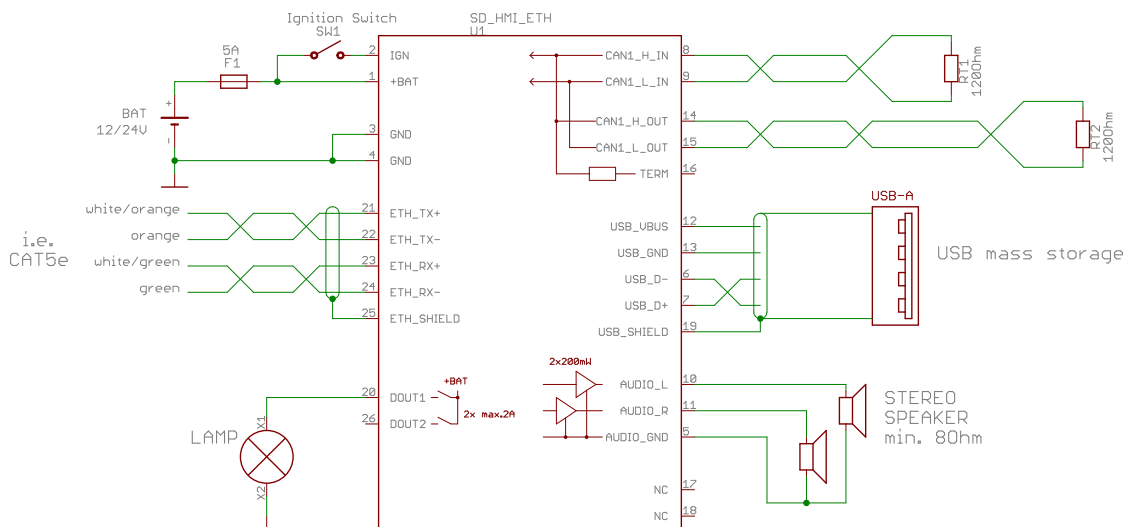 Ignition Switch
SW1
SD_HMI_ETH
U1
5A
F1
2
IGN
1
+BAT
+
BAT
12/24V
-
3
GND
4
GND
CAN1_H_IN
8
CAN1_L_IN
9
CAN1_H_OUT
14
CAN1_L_OUT
15
TERM
16
RT1
120Ohm
RT2
120Ohm
i.e.
CAT5e
white/orange
orange
white/green
green
21
ETH_TX+
22
ETH_TX-
23
ETH_RX+
24
ETH_RX-
25
ETH_SHIELD
USB_VBUS
12
USB_GND
13
USB_D-
6
USB_D+
7
USB_SHIELD
19
USB-A
USB mass storage
20
DOUT1
26
DOUT2
+BAT
2x max.2A
2x200mW
AUDIO_L
10
AUDIO_R
11
AUDIO_GND
5
STEREO
SPEAKER
min. 8Ohm
LAMP
X1
X2
NC
17
NC
18